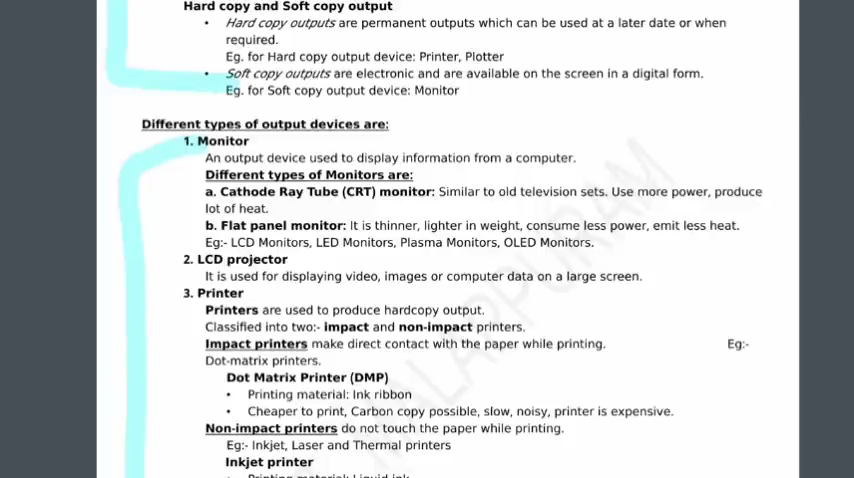 Hard copy and Soft copy output
• Hard copy outputs are permanent outputs which can be used at a later date or when
required.
Eg. for Hard copy output device: Printer, Plotter
• Soft copy outputs are electronic and are available on the screen in a digital form.
Eg. for Soft copy output device: Monitor
Different types of output devices are:
1. Monitor
An output device used to display information from a computer.
Different types of Monitors are:
a. Cathode Ray Tube (CRT) monitor: Similar to old television sets. Use more power, produce
lot of heat.
b. Flat panel monitor: It is thinner, lighter in weight, consume less power, emit less heat.
Eg:- LCD Monitors, LED Monitors, Plasma Monitors, OLED Monitors.
2. LCD projector
It is used for displaying video, images or computer data on a large screen.
3. Printer
Printers are used to produce hardcopy output.
Classified into two:- impact and non-impact printers.
Impact printers make direct contact with the paper while printing. Eg:-
Dot-matrix printers.
Dot Matrix Printer (DMP)
• Printing material: Ink ribbon
• Cheaper to print, Carbon copy possible, slow, noisy, printer is expensive.
Non-impact printers do not touch the paper while printing.
Eg:- Inkjet, Laser and Thermal printers
Inkjet printer
• Printing material: Liquid ink
MALAPPURAM